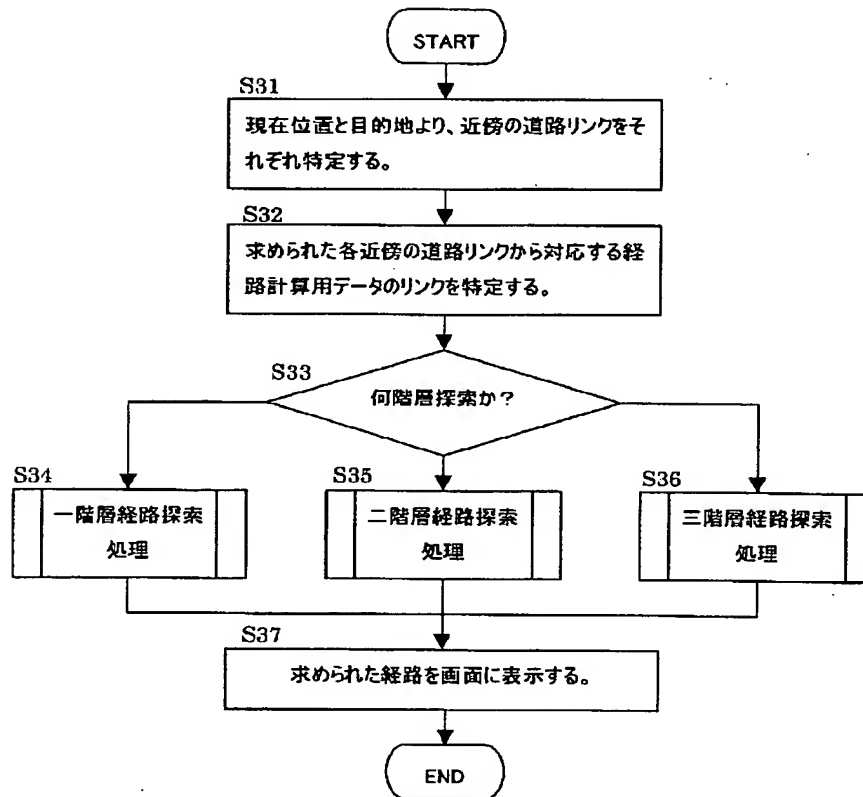 START
S31
現在位置と目的地より、近傍の道路リンクをそ
れぞれ特定する。
S32
求められた各近傍の道路リンクから対応する経
路計算用データのリンクを特定する。
S33
何階層探索か？
S34
一階層経路探索
処理
S35
二階層経路探索
処理
S36
三階層経路探索
処理
S37
求められた経路を画面に表示する。
END